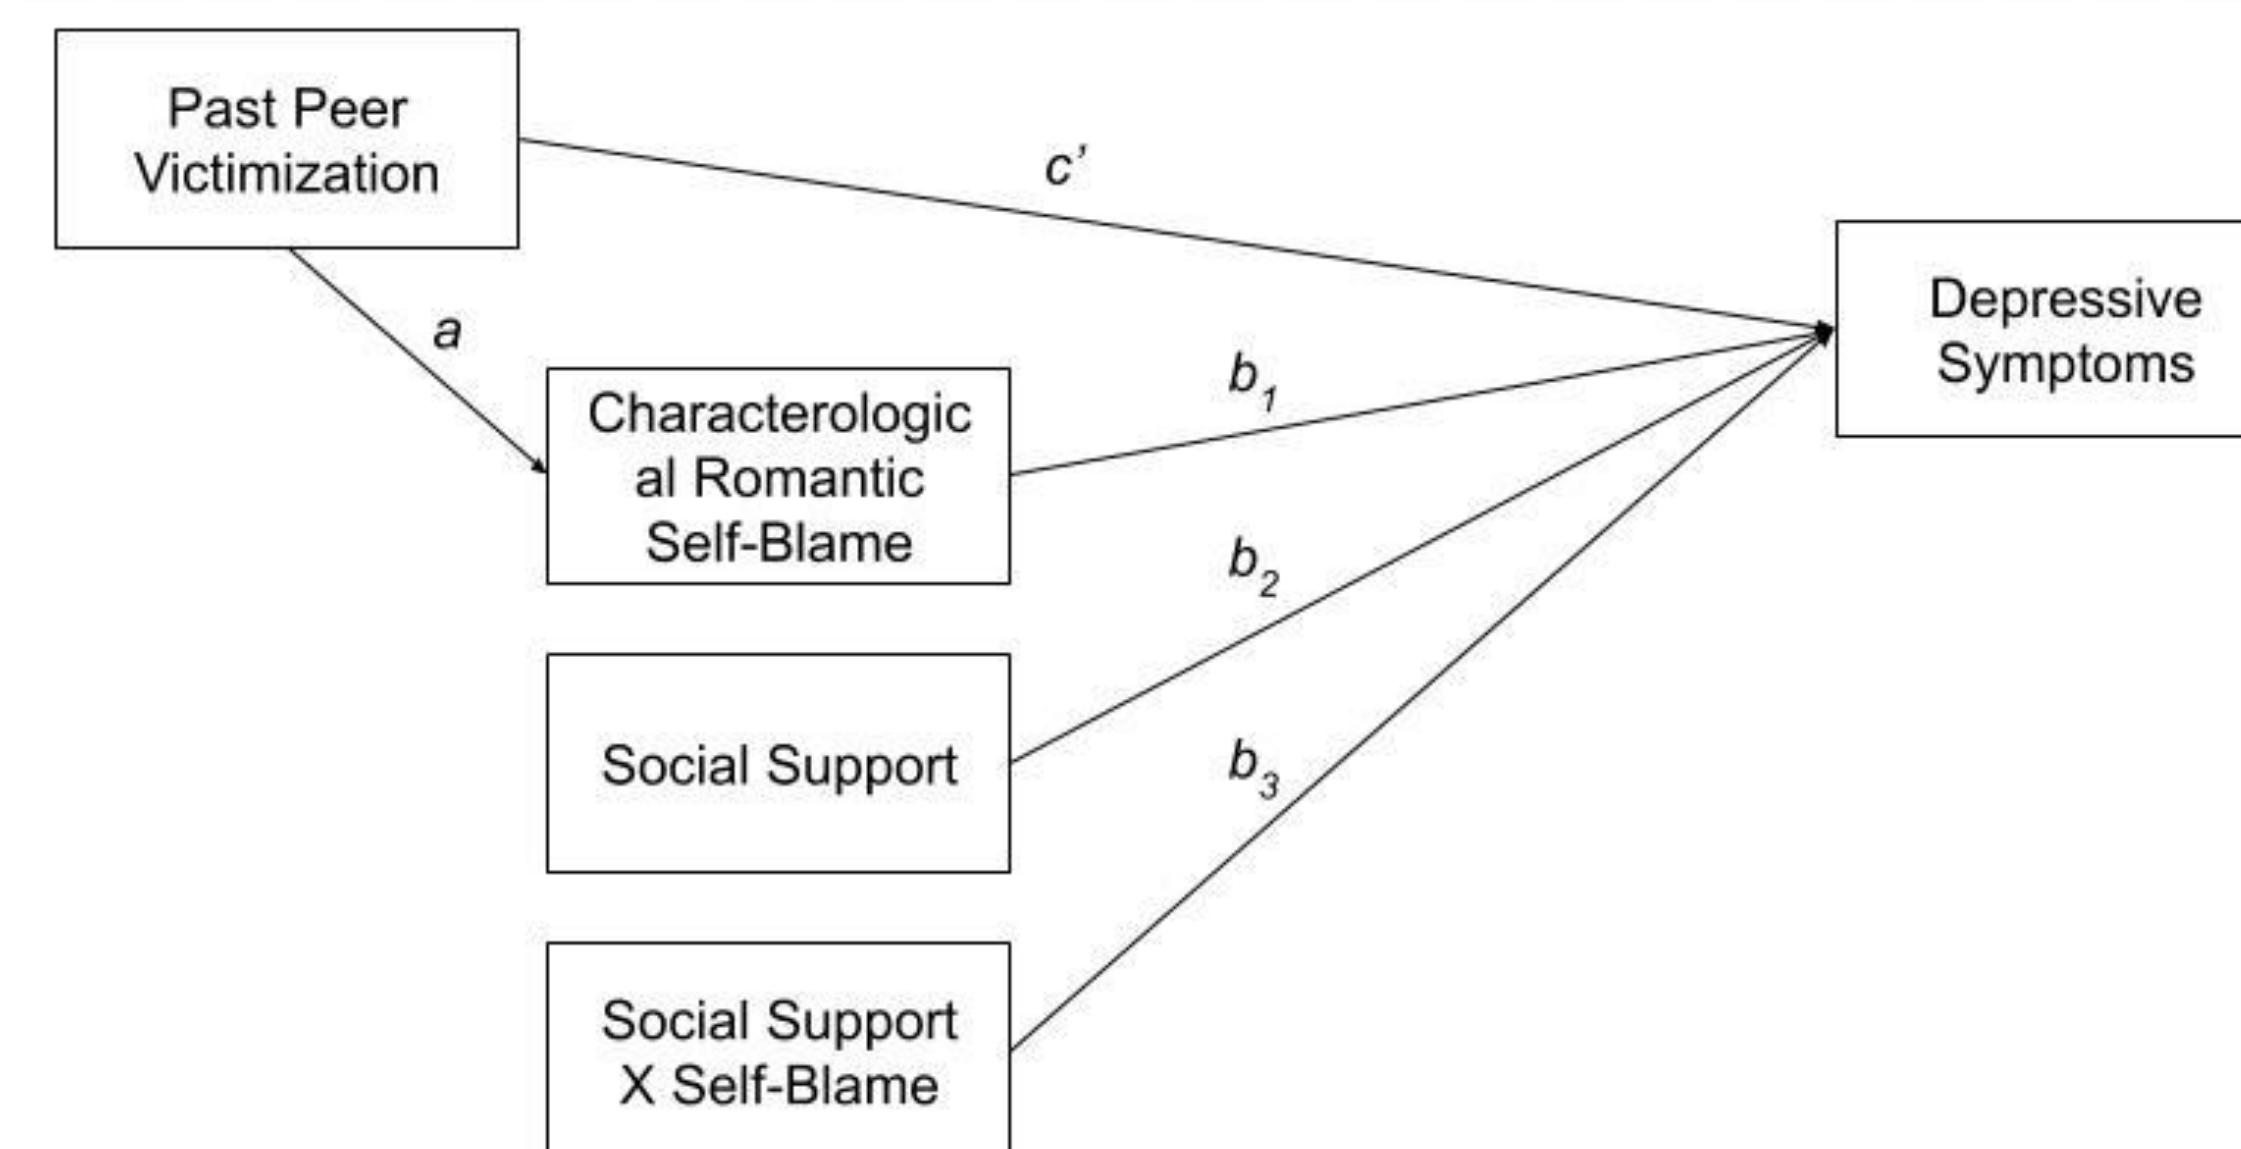 Past Peer
Victimization
c’
a
Depressive
Symptoms
Characterologic
al Romantic
Self-Blame
b1
b2
Social Support
b3
Social Support
X Self-Blame